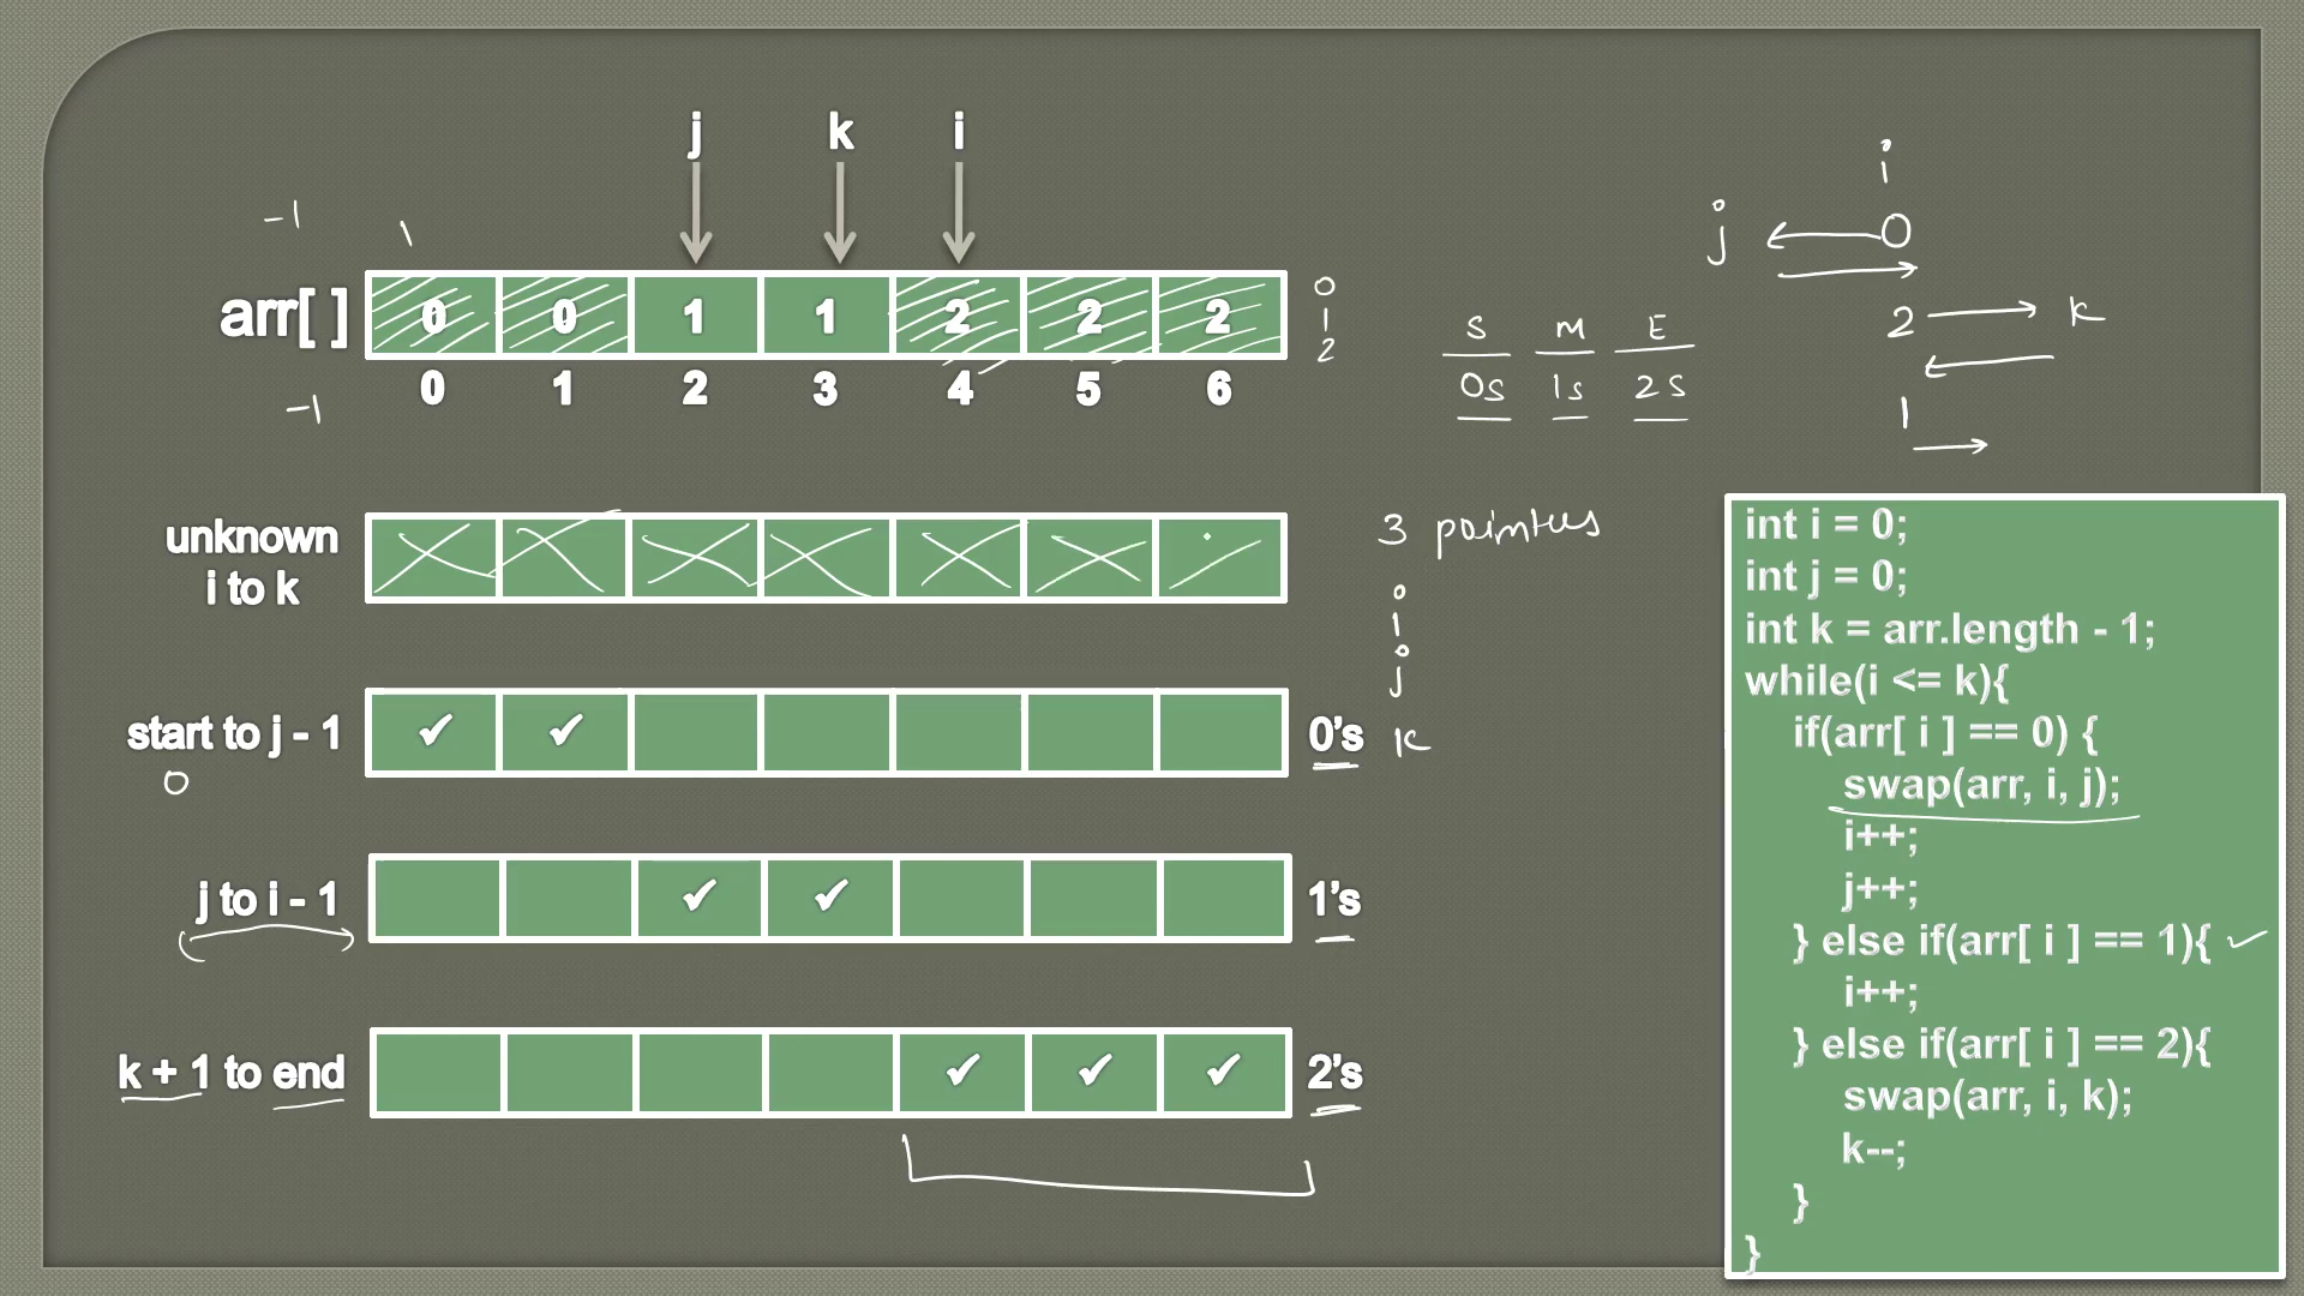 j k i
-1 1
arr[ ] 0 0 1 1 2 2 2
0 1 2 3 4 5 6
-1
0
1
2
S M E
0s 1s 2s
i
j 0
2 k
1
unknown
i to k
3 pointers
i
j
k
start to j - 1 ✔ ✔ 0's
0
j to i - 1 ✔ ✔ 1's
k + 1 to end ✔ ✔ ✔ 2's
int i = 0;
int j = 0;
int k = arr.length - 1;
while(i <= k){
if(arr[ i ] == 0) {
swap(arr, i, j);
i++;
j++;
} else if(arr[ i ] == 1){
i++;
} else if(arr[ i ] == 2){
swap(arr, i, k);
k--;
}
}